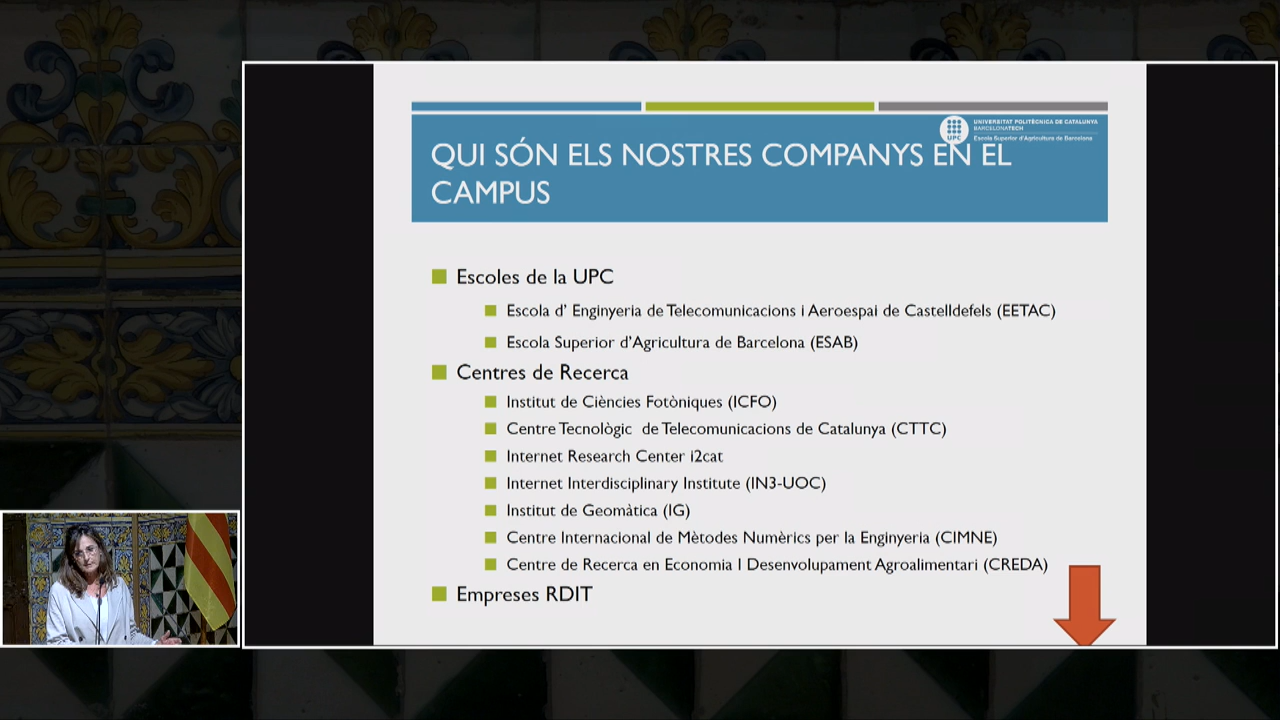 UNIVERSITAT POLITÈCNICA DE CATALUNYA
BARCELONATECH
Escola Superior d'Agricultura de Barcelona
UPC
QUI SÓN ELS NOSTRES COMPANYS EN EL
CAMPUS
Escoles de la UPC
Escola d' Enginyeria de Telecomunicacions i Aeroespai de Castelldefels (EETAC)
Escola Superior d'Agricultura de Barcelona (ESAB)
Centres de Recerca
Institut de Ciències Fotòniques (ICFO)
Centre Tecnològic de Telecomunicacions de Catalunya (CTTC)
Internet Research Center i2cat
Internet Interdisciplinary Institute (IN3-UOC)
Institut de Geomàtica (IG)
Centre Internacional de Mètodes Numèrics per la Enginyeria (CIMNE)
Centre de Recerca en Economia I Desenvolupament Agroalimentari (CREDA)
Empreses RDIT